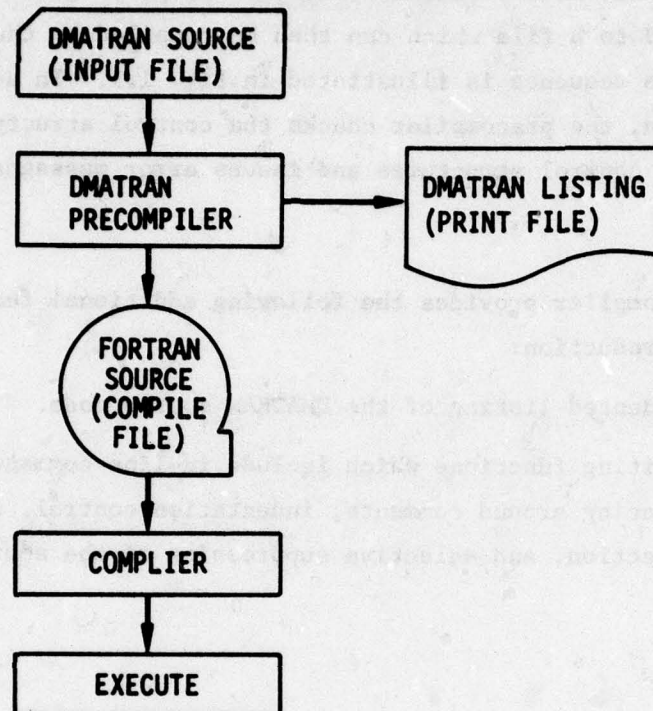 DMATRAN SOURCE
(INPUT FILE)
DMATRAN
PRECOMPILER
DMATRAN LISTING
(PRINT FILE)
FORTRAN
SOURCE
(COMPILE
FILE)
COMPLIER
EXECUTE